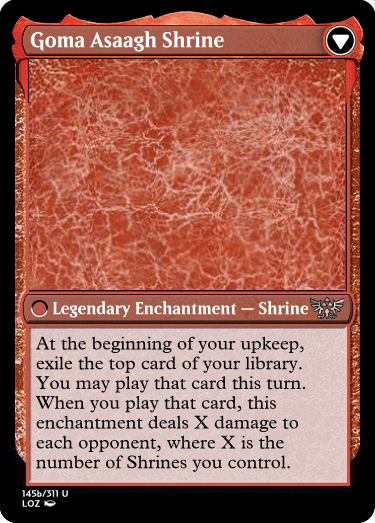 Goma Asaagh Shrine
Legendary Enchantment — Shrine
At the beginning of your upkeep,
exile the top card of your library.
You may play that card this turn.
When you play that card, this
enchantment deals X damage to
each opponent, where X is the
number of Shrines you control.
145b/311 U
LOZ